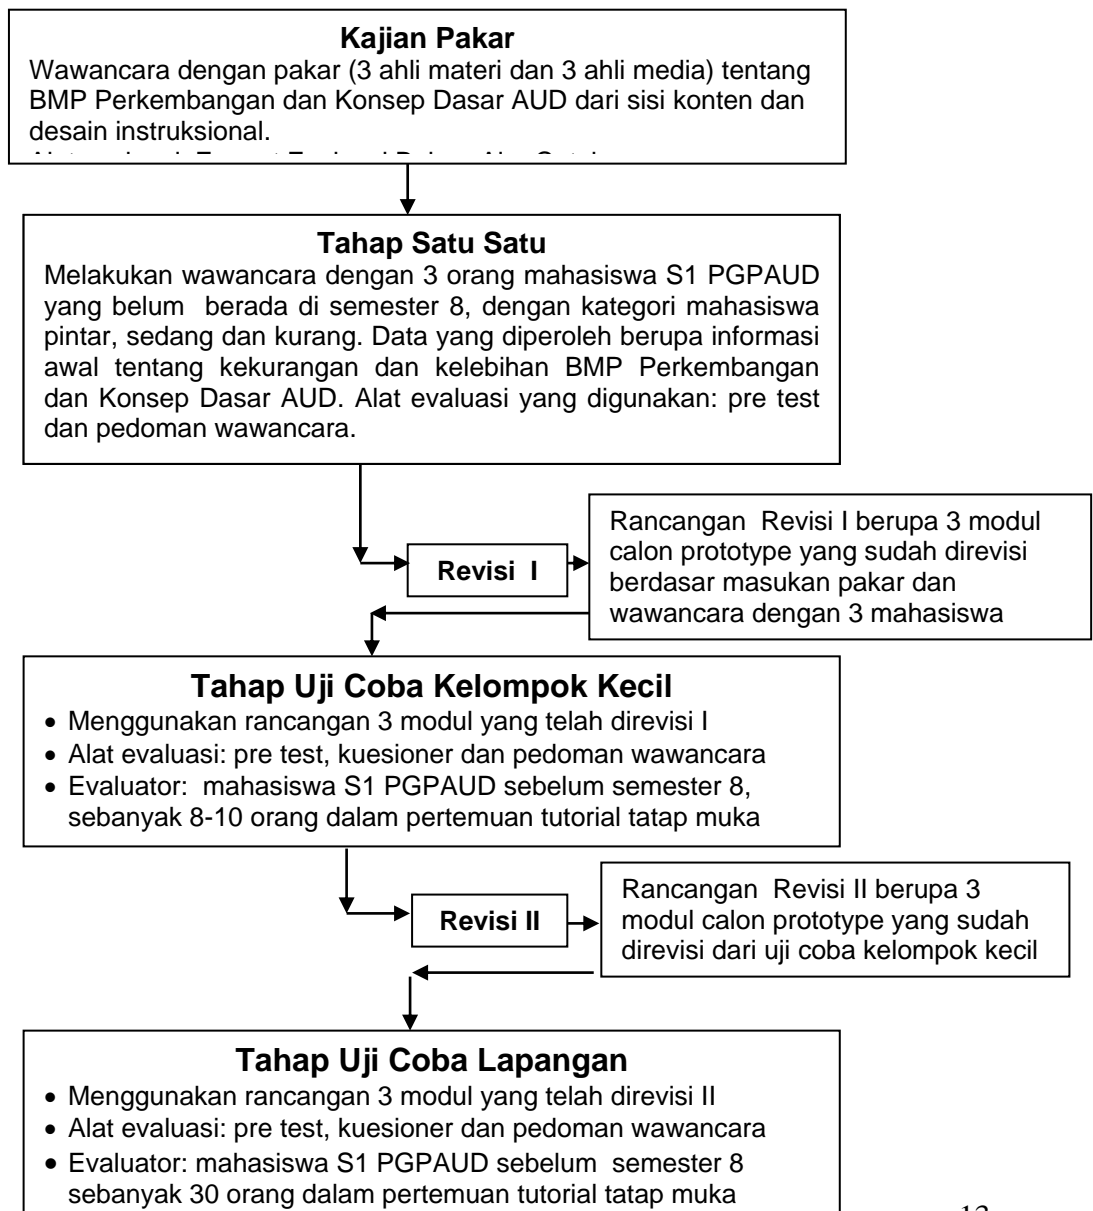 Kajian Pakar
Wawancara dengan pakar (3 ahli materi dan 3 ahli media) tentang
BMP Perkembangan dan Konsep Dasar AUD dari sisi konten dan
desain instruksional.
Tahap Satu Satu
Melakukan wawancara dengan 3 orang mahasiswa S1 PGPAUD
yang belum berada di semester 8, dengan kategori mahasiswa
pintar, sedang dan kurang. Data yang diperoleh berupa informasi
awal tentang kekurangan dan kelebihan BMP Perkembangan
dan Konsep Dasar AUD. Alat evaluasi yang digunakan: pre test
dan pedoman wawancara.
Revisi I
Rancangan Revisi I berupa 3 modul
calon prototype yang sudah direvisi
berdasar masukan pakar dan
wawancara dengan 3 mahasiswa
Tahap Uji Coba Kelompok Kecil
• Menggunakan rancangan 3 modul yang telah direvisi I
• Alat evaluasi: pre test, kuesioner dan pedoman wawancara
• Evaluator: mahasiswa S1 PGPAUD sebelum semester 8,
sebanyak 8-10 orang dalam pertemuan tutorial tatap muka
Revisi II
Rancangan Revisi II berupa 3
modul calon prototype yang sudah
direvisi dari uji coba kelompok kecil
Tahap Uji Coba Lapangan
• Menggunakan rancangan 3 modul yang telah direvisi II
• Alat evaluasi: pre test, kuesioner dan pedoman wawancara
• Evaluator: mahasiswa S1 PGPAUD sebelum semester 8
sebanyak 30 orang dalam pertemuan tutorial tatap muka